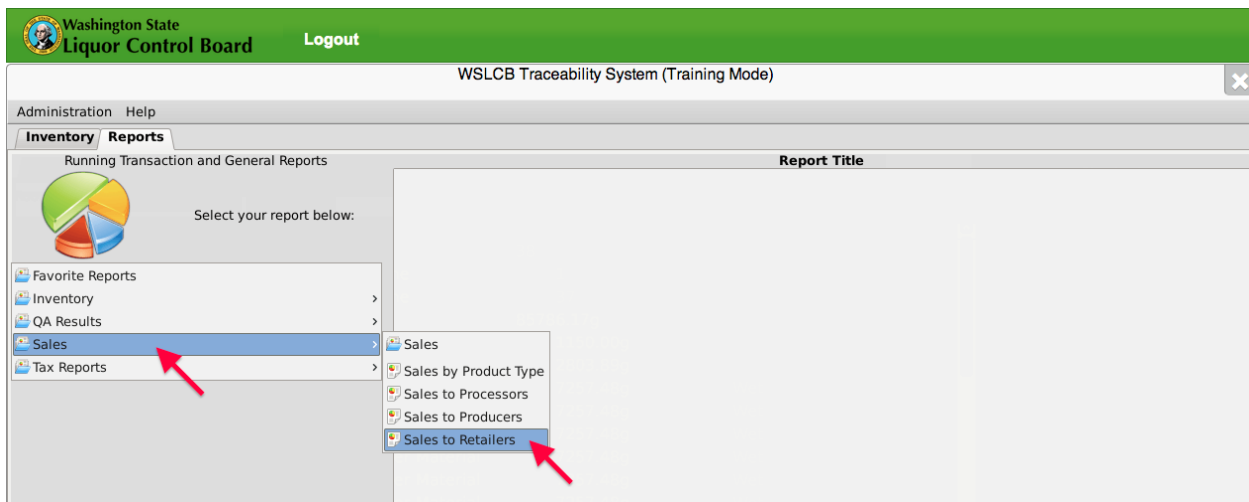 Washington State
Liquor Control Board
Logout
WSLCB Traceability System (Training Mode)
Administration Help
Inventory Reports
Running Transaction and General Reports
Report Title
Select your report below:
Favorite Reports
Inventory
QA Results
Sales
Tax Reports
Sales
Sales by Product Type
Sales to Processors
Sales to Producers
Sales to Retailers